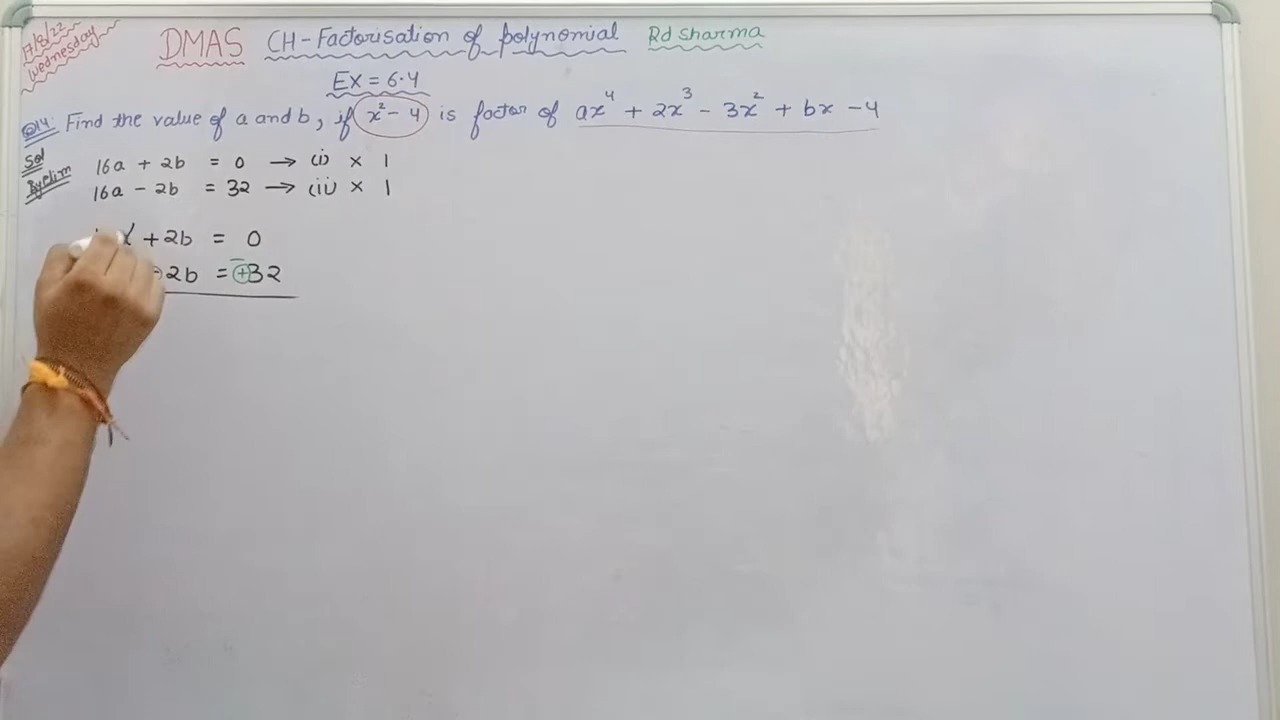 17/8/22
Wednesday
DMAS CH-Factorisation of polynomial Rd Sharma
Ex = 6.4
Q14. Find the value of a and b, if x² - 4 is factor of ax⁴ + 2x³ - 3x² + bx - 4
Sol
By elim
16a + 2b = 0 → (i) × 1
16a - 2b = 32 → (ii) × 1
+ 2b = 0
2b = + 32